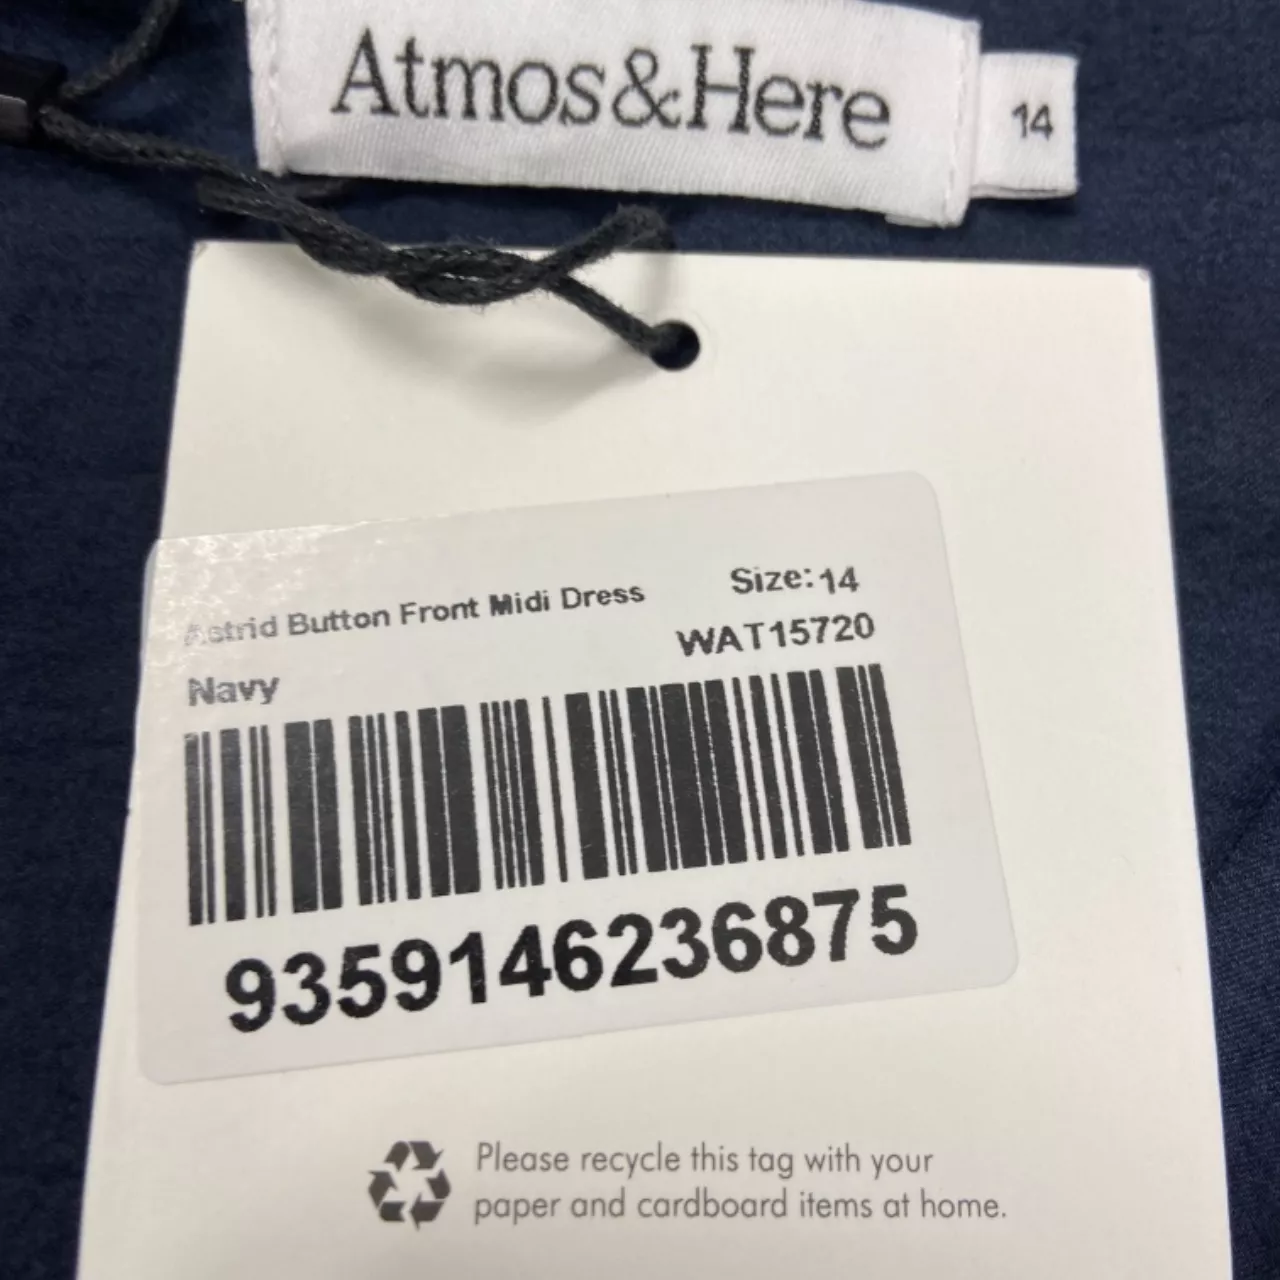 Atmos&Here
14
Astrid Button Front Midi Dress
Size:14
WAT15720
Navy
9359146236875
Please recycle this tag with your
paper and cardboard items at home.